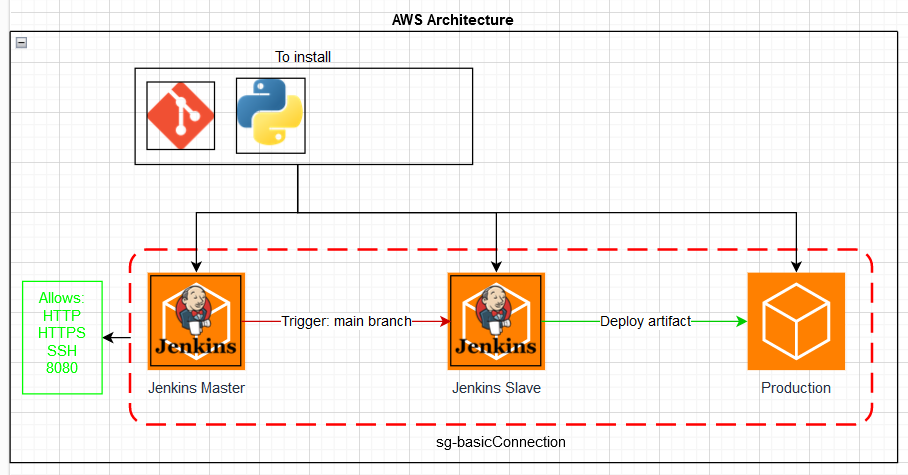 AWS Architecture
To install
Allows:
HTTP
HTTPS
SSH
8080
Jenkins
Trigger: main branch
Jenkins
Deploy artifact
Jenkins Master
Jenkins Slave
Production
sg-basicConnection